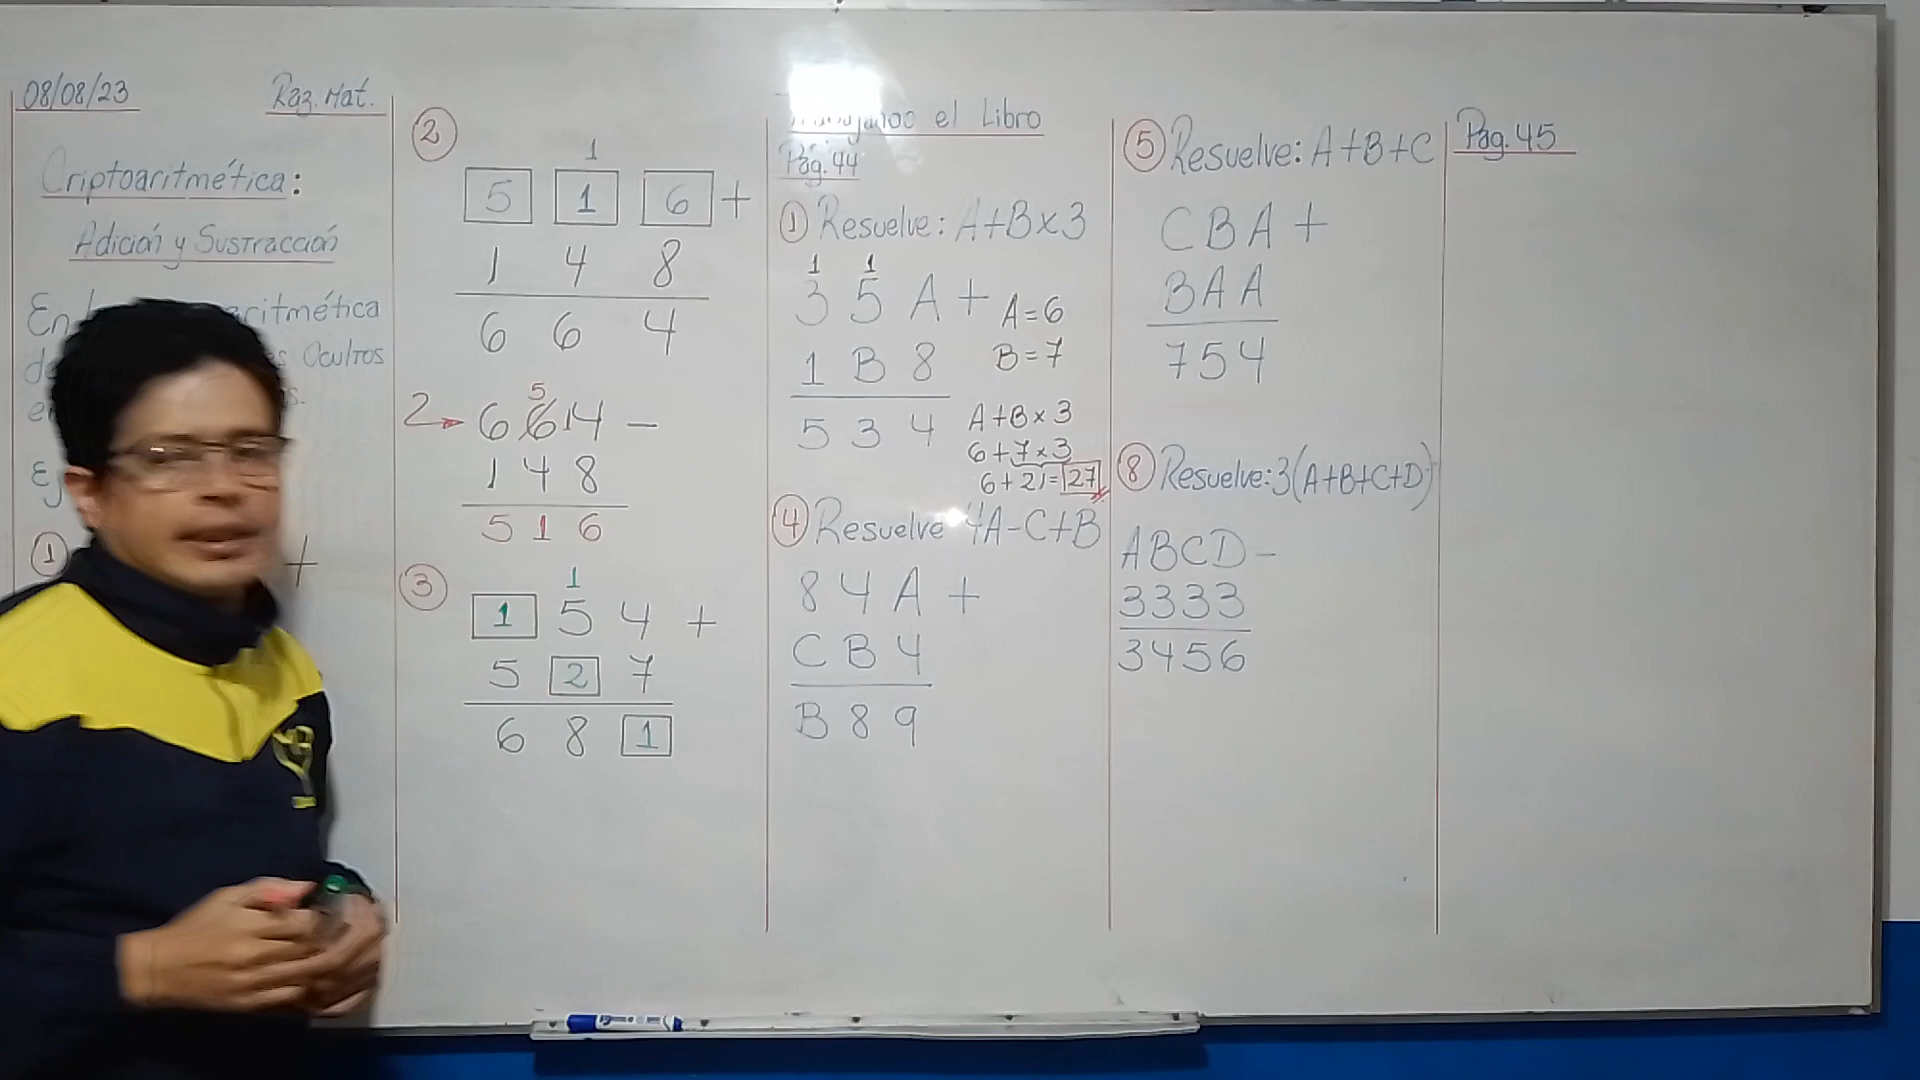 08/08/23 Raz. Mat.
Criptoaritmética:
Adición y Sustracción
En aritmética
Ocultos
1
+
2
1
5 1 6 +
1 4 8
6 6 4
2→ 6 6 14 -
5
1 4 8
5 1 6
3
1
1 5 4 +
5 2 7
6 8 1
el Libro
Pág. 44
1 Resuelve: A+B×3
1 1
3 5 A +
1 B 8
5 3 4
A=6
B=7
A+B×3
6+7×3
6+21=27
4 Resuelve 4A-C+B
8 4 A +
C B 4
B 8 9
5 Resuelve: A+B+C
C B A +
B A A
7 5 4
8 Resuelve: 3(A+B+C+D)
A B C D -
3 3 3 3
3 4 5 6
Pág. 45